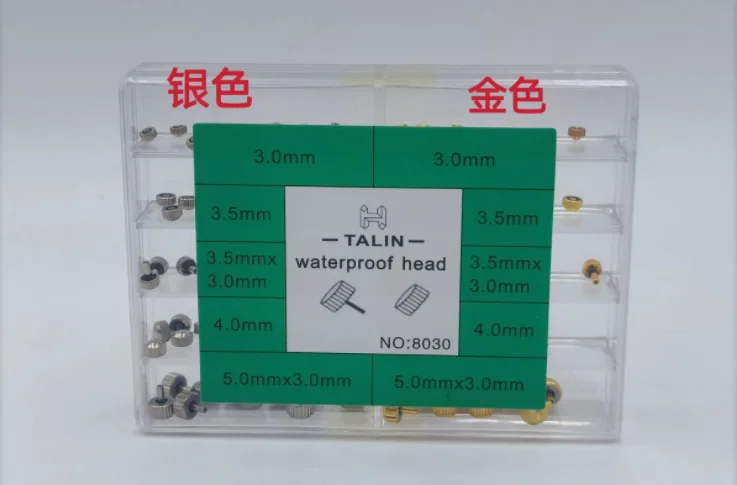 银色
金色
3.0mm
3.0mm
3.5mm
3.5mm
TALIN
waterproof head
3.5mmx
3.0mm
3.5mmx
3.0mm
4.0mm
4.0mm
NO:8030
5.0mmx3.0mm
5.0mmx3.0mm